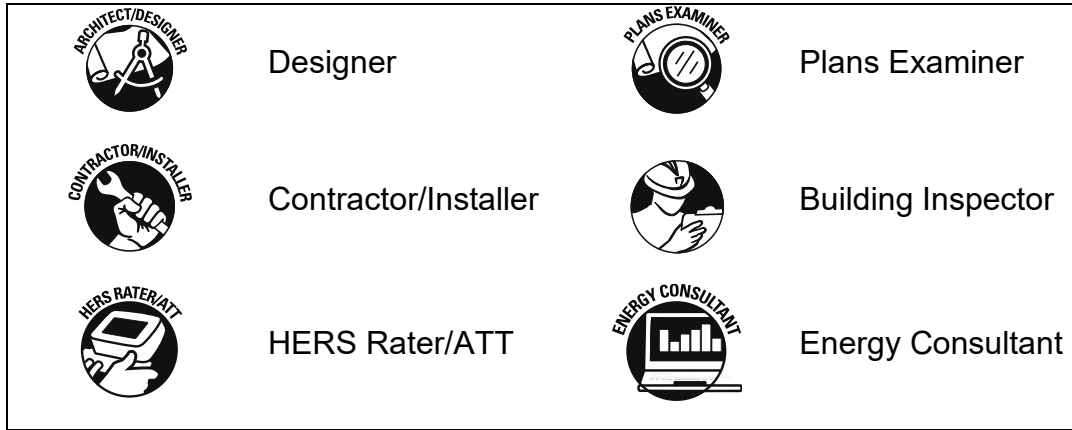 ARCHITECT/DESIGNER
Designer
PLANS EXAMINER
Plans Examiner
CONTRACTOR/INSTALLER
Contractor/Installer
Building Inspector
HERS RATER/ATT
HERS Rater/ATT
ENERGY CONSULTANT
Energy Consultant